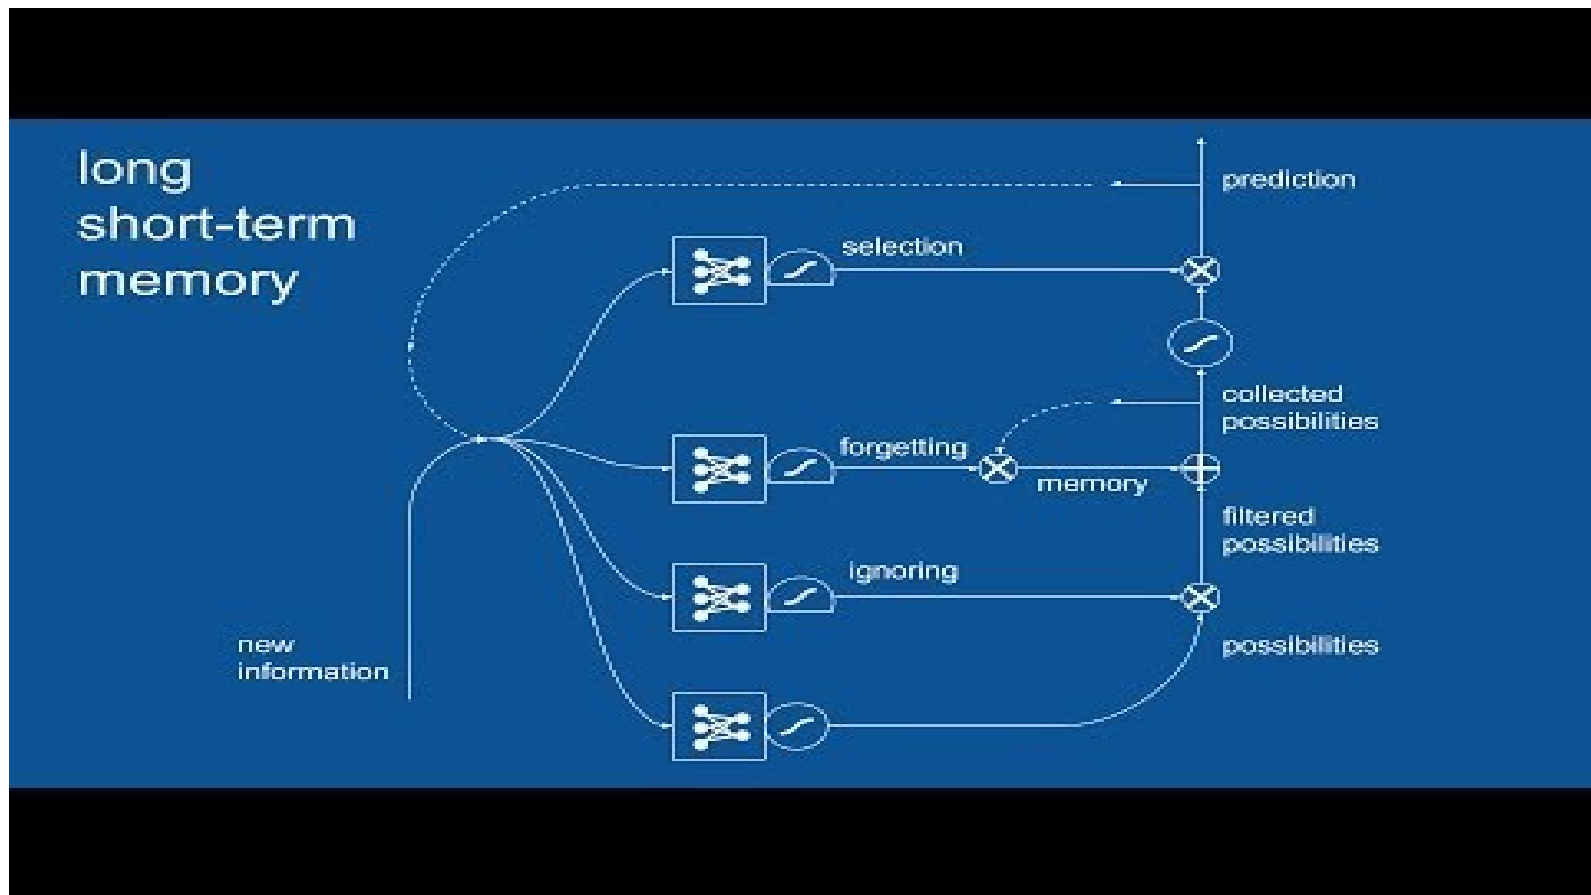 long
short-term
memory
prediction
selection
collected
possibilities
forgetting
memory
filtered
possibilities
ignoring
new
information
possibilities